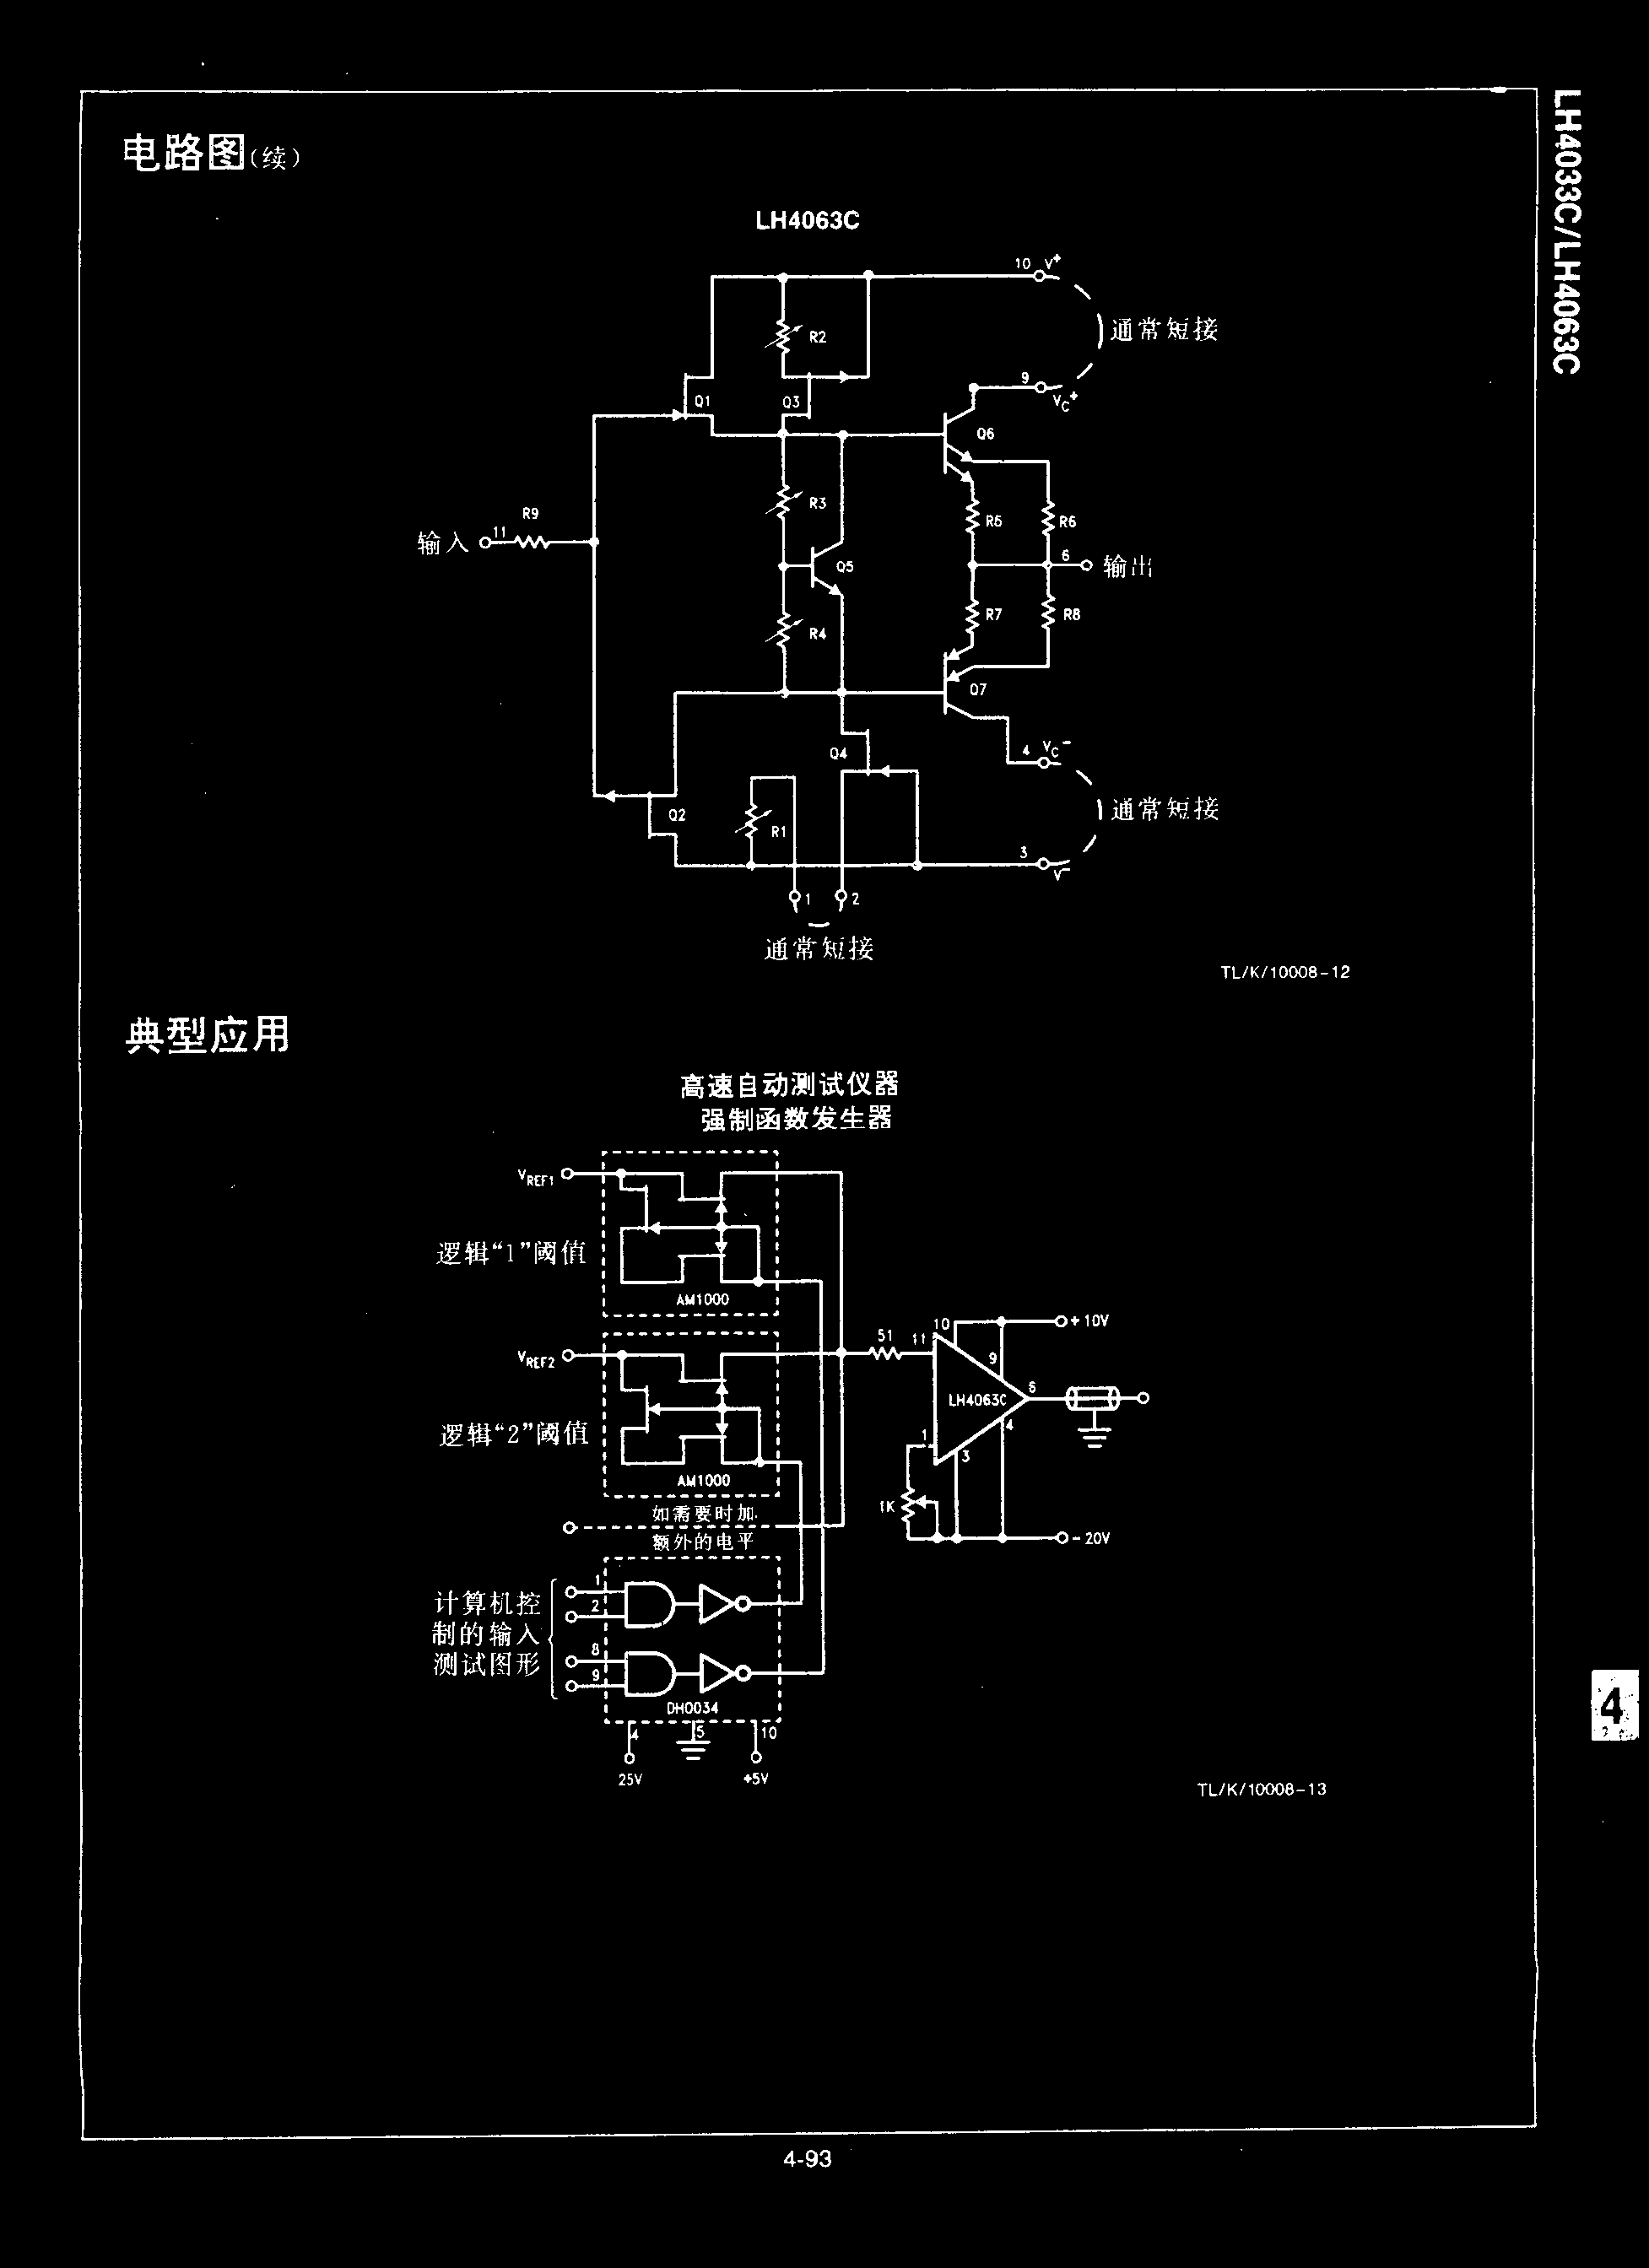 LH4033C/LH4063C
电路图(续)
LH4063C
10 V+
通常短接
R2
9
VC+
Q1
Q3
Q6
R3
R9
输入 11
R5
R6
Q5
6 输出
R7
R8
R4
Q7
Q4
4 VC−
通常短接
Q2
R1
3
V−
1
2
通常短接
TL/K/10008-12
典型应用
高速自动测试仪器
强制函数发生器
VREF1
逻辑“1”阈值
AM1000
10
+10V
51
11
9
VREF2
LH4063C
6
逻辑“2”阈值
4
1
3
AM1000
1K
如需要时加
额外的电平
-20V
计算机控
制的输入
测试图形
1
2
8
9
DH0034
4
5
10
25V
+5V
TL/K/10008-13
4
4-93